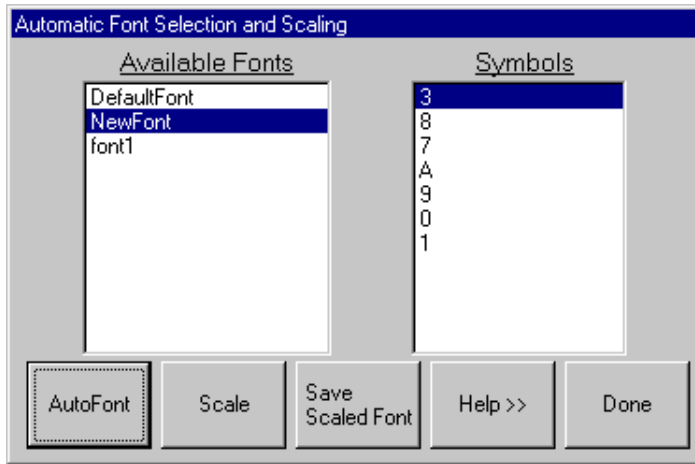 Automatic Font Selection and Scaling
Available Fonts
DefaultFont
NewFont
font1
Symbols
3
8
7
A
9
0
1
AutoFont
Scale
Save
Scaled Font
Help >>
Done